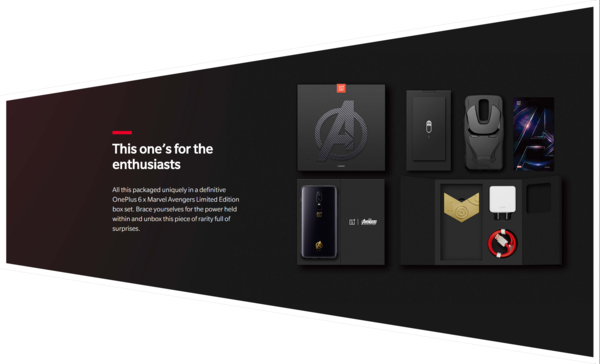 This one's for the
enthusiasts
All this packaged uniquely in a definitive
OnePlus 6 x Marvel Avengers Limited Edition
box set. Brace yourselves for the power held
within and unbox this piece of rarity full of
surprises.